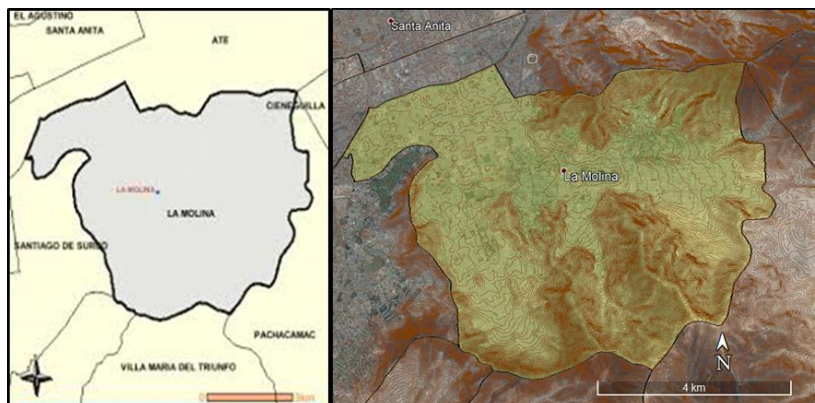 EL AGUSTINO
SANTA ANITA
ATE
CIENEGUILLA
LA MOLINA
LA MOLINA
SANTIAGO DE SURCO
PACHACAMAC
VILLA MARIA DEL TRIUNFO
0 3km
Santa Anita
La Molina
N
4 km